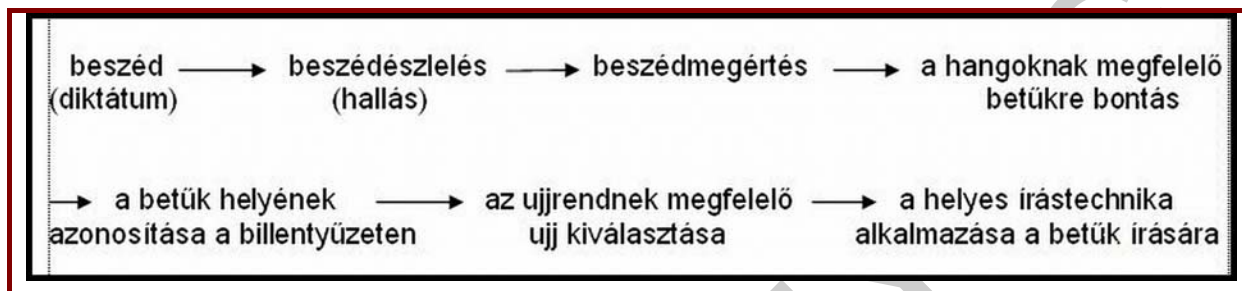 beszéd → beszédészlelés → beszédmegértés → a hangoknak megfelelő
(diktátum) (hallás) betűkre bontás
→ a betűk helyének → az ujjrendnek megfelelő → a helyes írástechnika
azonosítása a billentyűzeten ujj kiválasztása alkalmazása a betűk írására